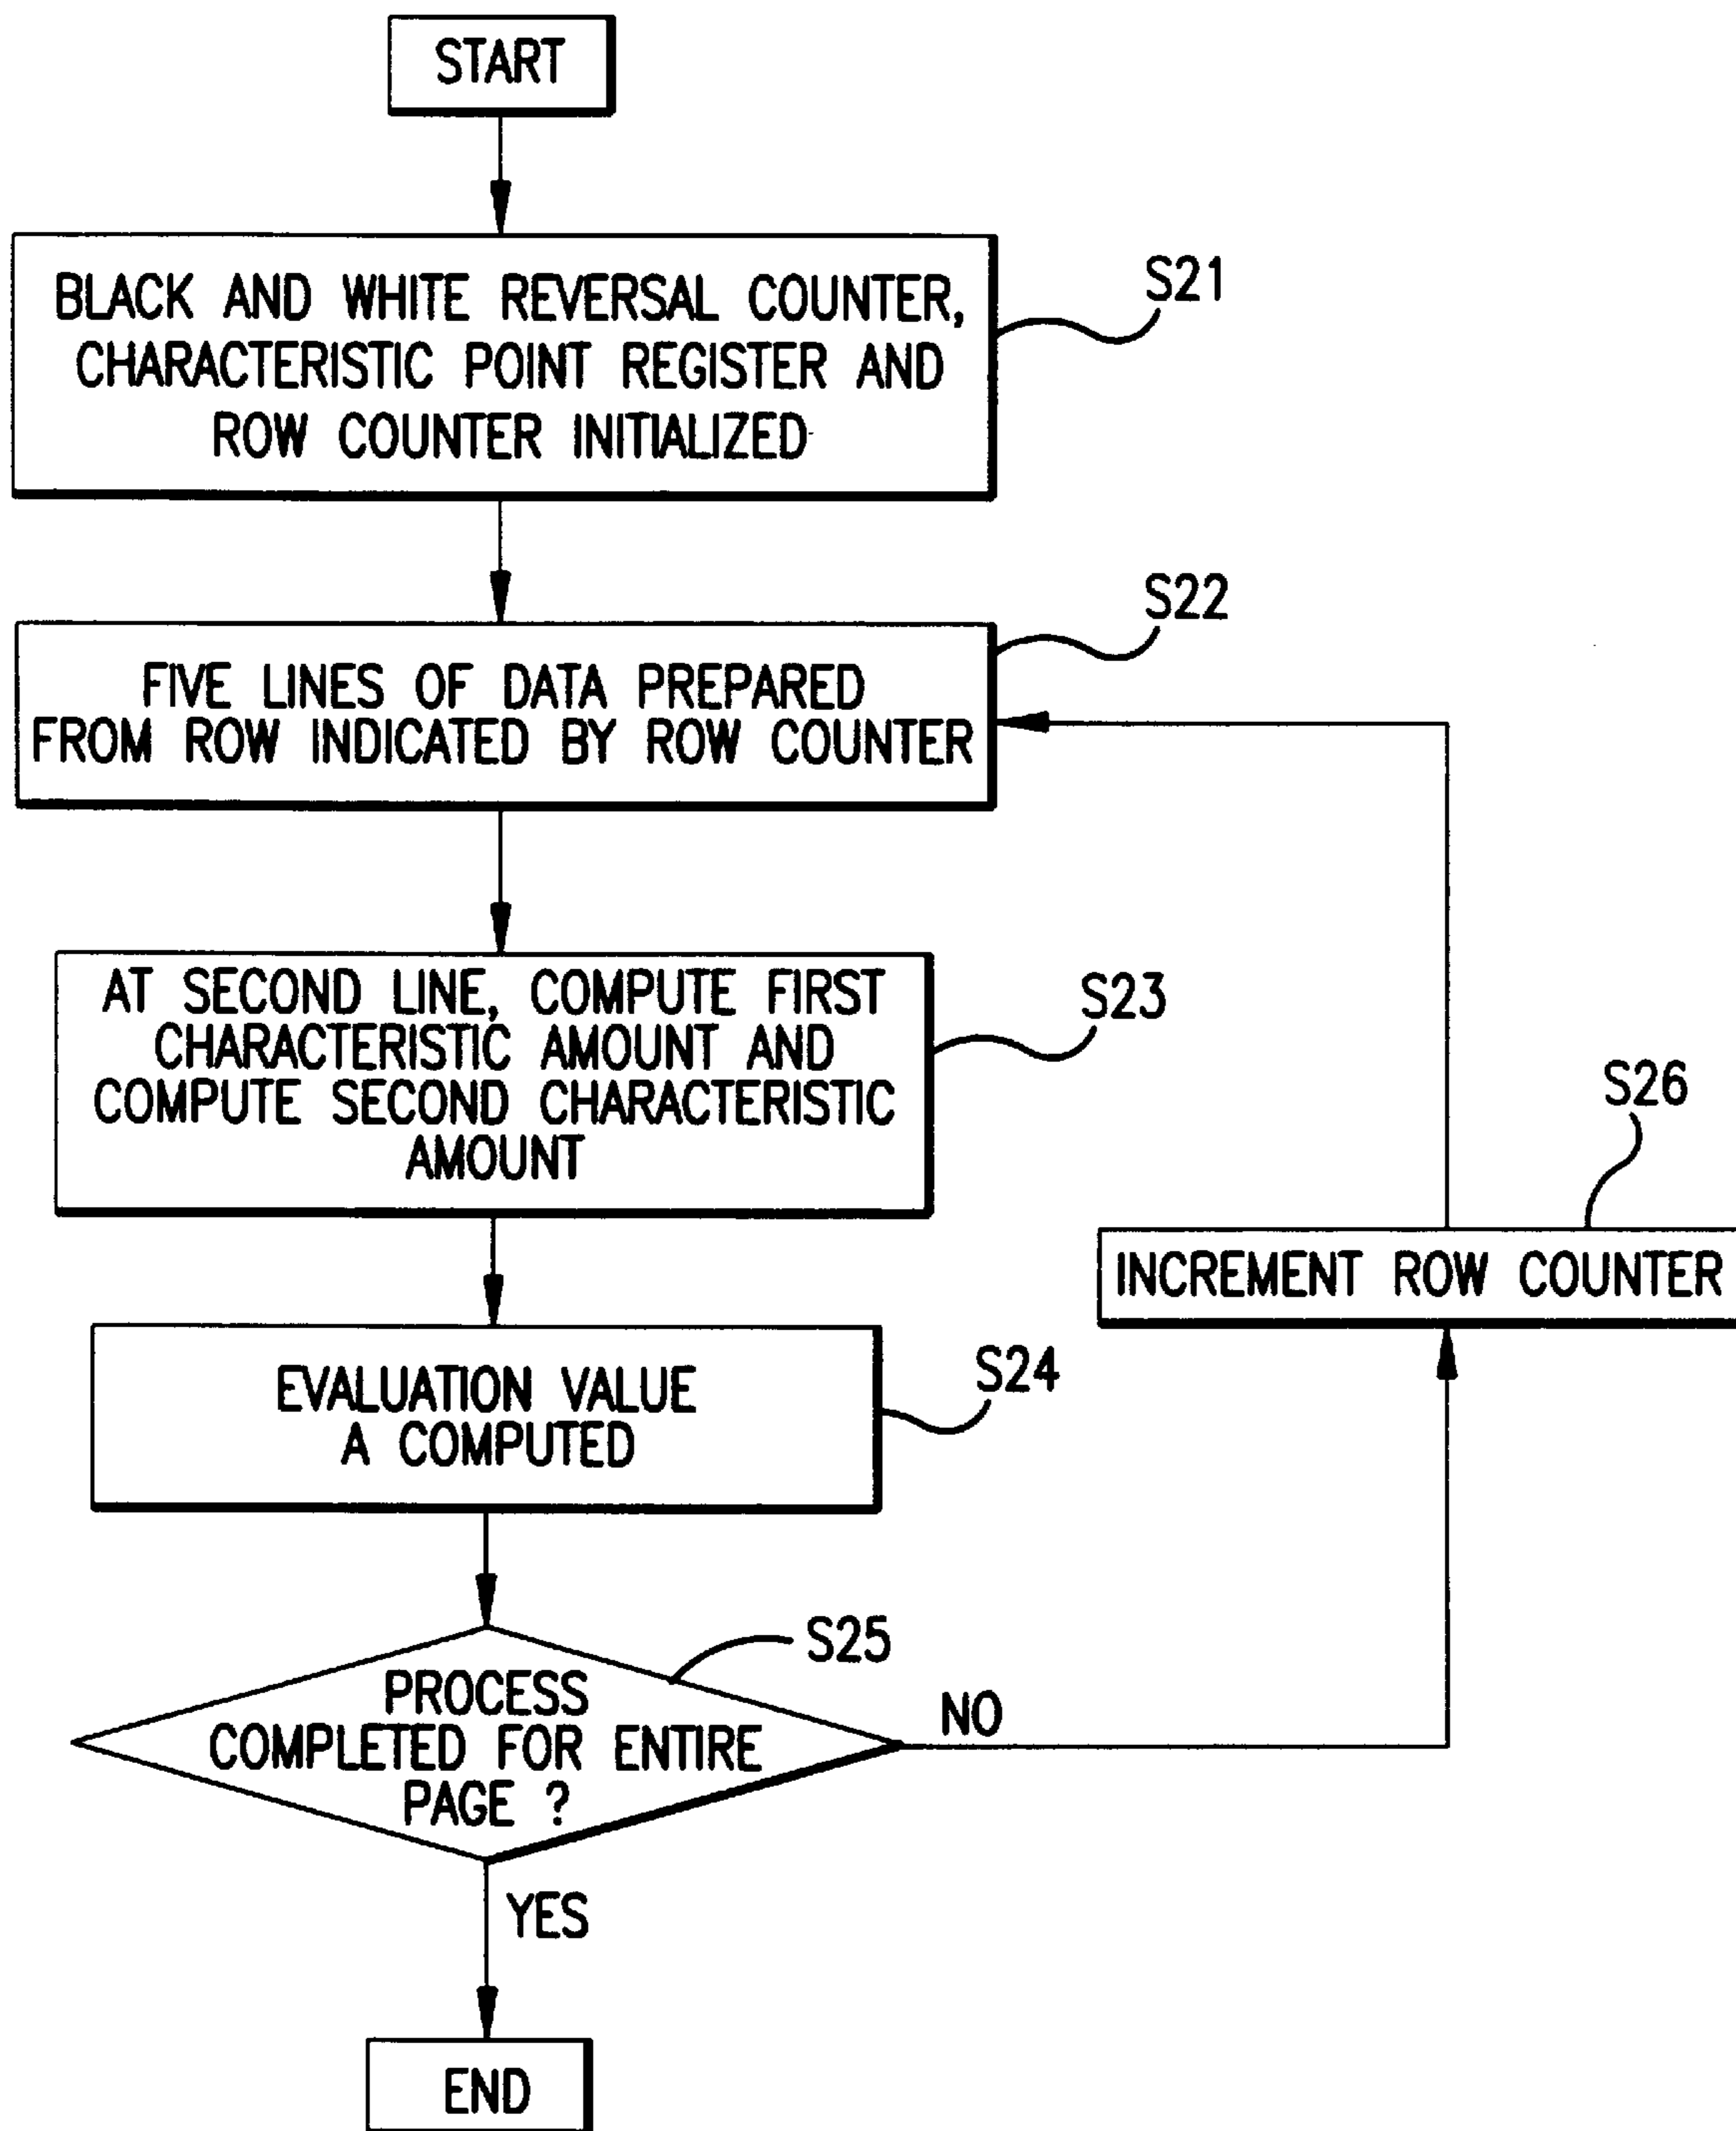 START
BLACK AND WHITE REVERSAL COUNTER,
CHARACTERISTIC POINT REGISTER AND
ROW COUNTER INITIALIZED
S21
FIVE LINES OF DATA PREPARED
FROM ROW INDICATED BY ROW COUNTER
S22
AT SECOND LINE, COMPUTE FIRST
CHARACTERISTIC AMOUNT AND
COMPUTE SECOND CHARACTERISTIC
AMOUNT
S23
EVALUATION VALUE
A COMPUTED
S24
PROCESS
COMPLETED FOR ENTIRE
PAGE ?
S25
NO
INCREMENT ROW COUNTER
S26
YES
END